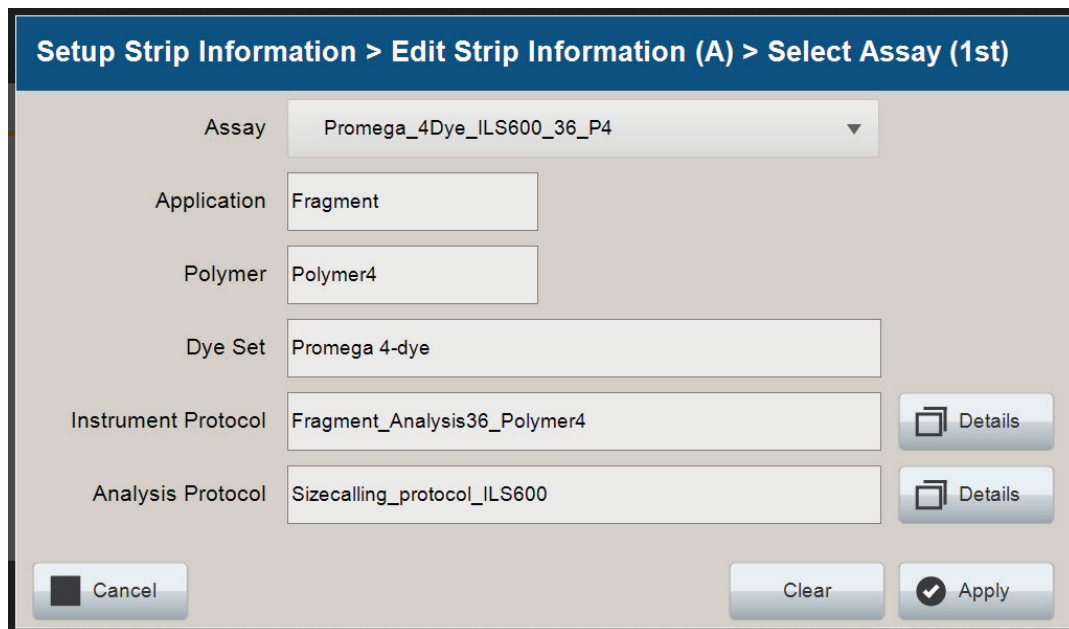 Setup Strip Information > Edit Strip Information (A) > Select Assay (1st)
Assay Promega_4Dye_ILS600_36_P4
Application Fragment
Polymer Polymer4
Dye Set Promega 4-dye
Instrument Protocol Fragment_Analysis36_Polymer4 Details
Analysis Protocol Sizecalling_protocol_ILS600 Details
Cancel Clear Apply